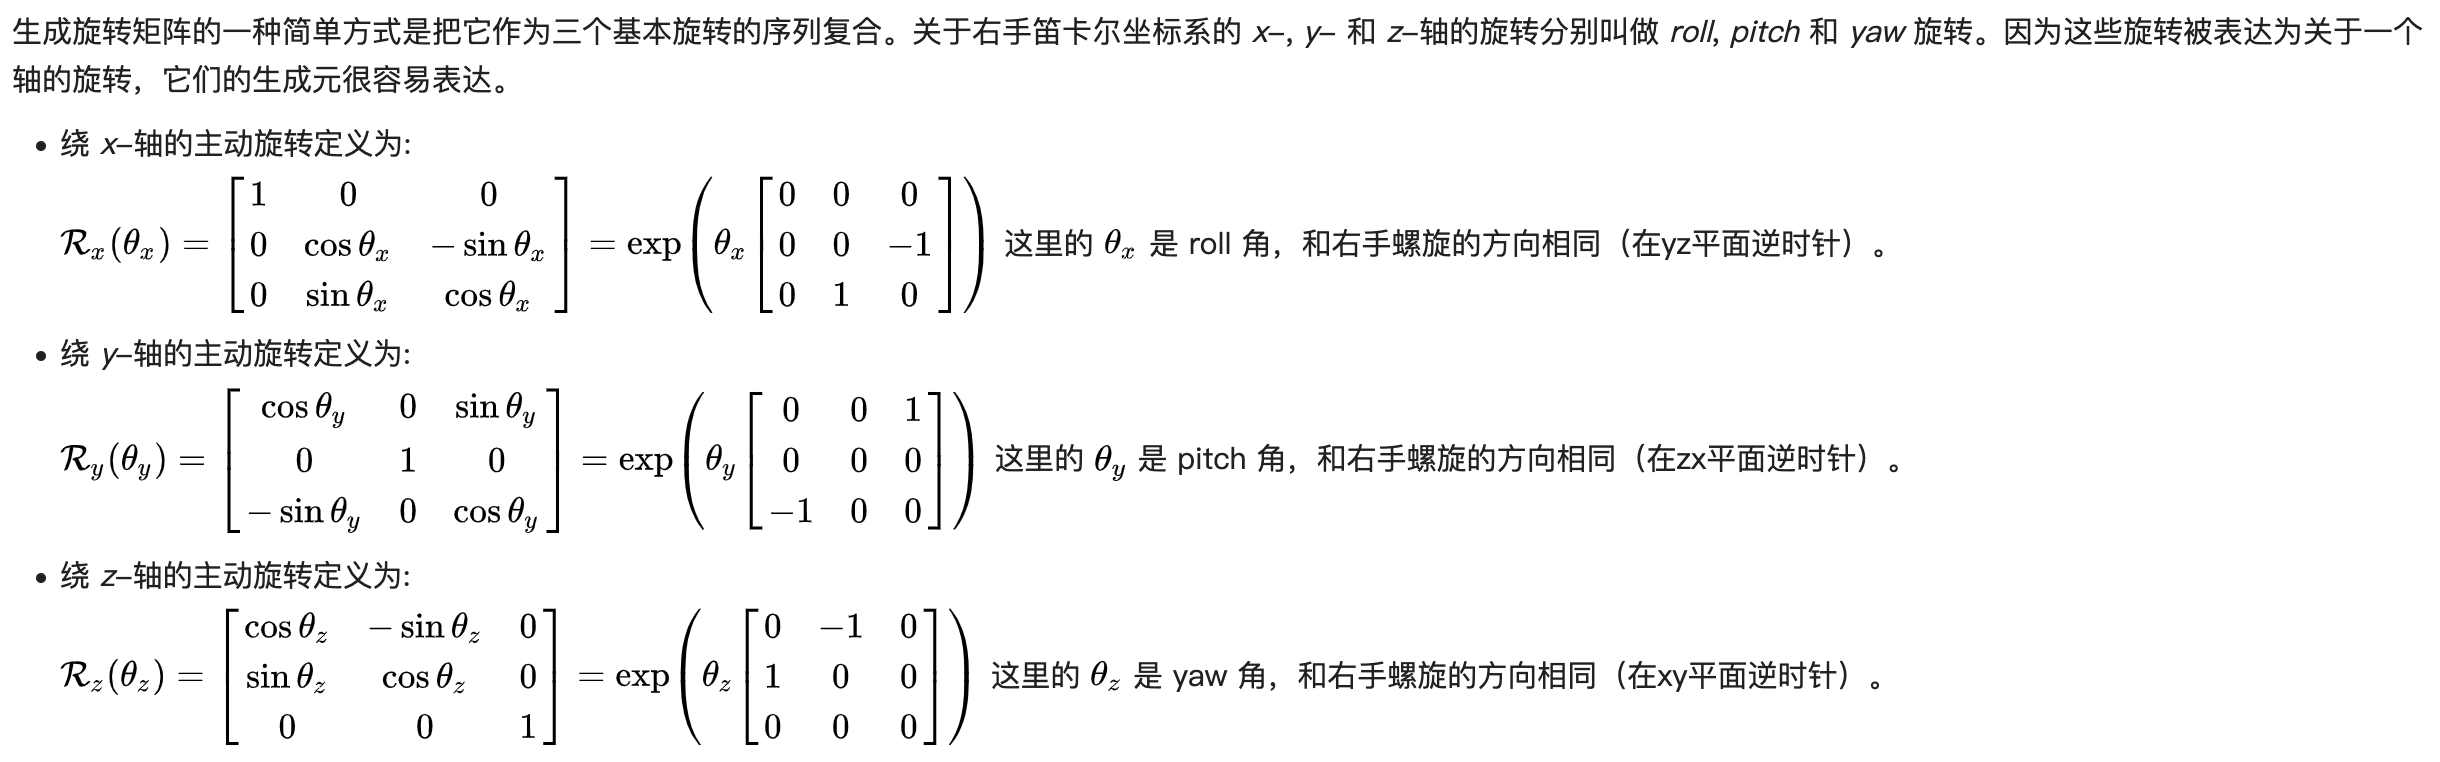 生成旋转矩阵的一种简单方式是把它作为三个基本旋转的序列复合。关于右手笛卡尔坐标系的 x–, y– 和 z–轴的旋转分别叫做 roll, pitch 和 yaw 旋转。因为这些旋转被表达为关于一个
轴的旋转，它们的生成元很容易表达。
• 绕 x–轴的主动旋转定义为:
$\mathcal{R}_x(\theta_x) = \begin{bmatrix} 1 & 0 & 0 \\ 0 & \cos\theta_x & -\sin\theta_x \\ 0 & \sin\theta_x & \cos\theta_x \end{bmatrix} = \exp\left(\theta_x \begin{bmatrix} 0 & 0 & 0 \\ 0 & 0 & -1 \\ 0 & 1 & 0 \end{bmatrix}\right)$ 这里的 $\theta_x$ 是 roll 角，和右手螺旋的方向相同（在yz平面逆时针）。
• 绕 y–轴的主动旋转定义为:
$\mathcal{R}_y(\theta_y) = \begin{bmatrix} \cos\theta_y & 0 & \sin\theta_y \\ 0 & 1 & 0 \\ -\sin\theta_y & 0 & \cos\theta_y \end{bmatrix} = \exp\left(\theta_y \begin{bmatrix} 0 & 0 & 1 \\ 0 & 0 & 0 \\ -1 & 0 & 0 \end{bmatrix}\right)$ 这里的 $\theta_y$ 是 pitch 角，和右手螺旋的方向相同（在zx平面逆时针）。
• 绕 z–轴的主动旋转定义为:
$\mathcal{R}_z(\theta_z) = \begin{bmatrix} \cos\theta_z & -\sin\theta_z & 0 \\ \sin\theta_z & \cos\theta_z & 0 \\ 0 & 0 & 1 \end{bmatrix} = \exp\left(\theta_z \begin{bmatrix} 0 & -1 & 0 \\ 1 & 0 & 0 \\ 0 & 0 & 0 \end{bmatrix}\right)$ 这里的 $\theta_z$ 是 yaw 角，和右手螺旋的方向相同（在xy平面逆时针）。